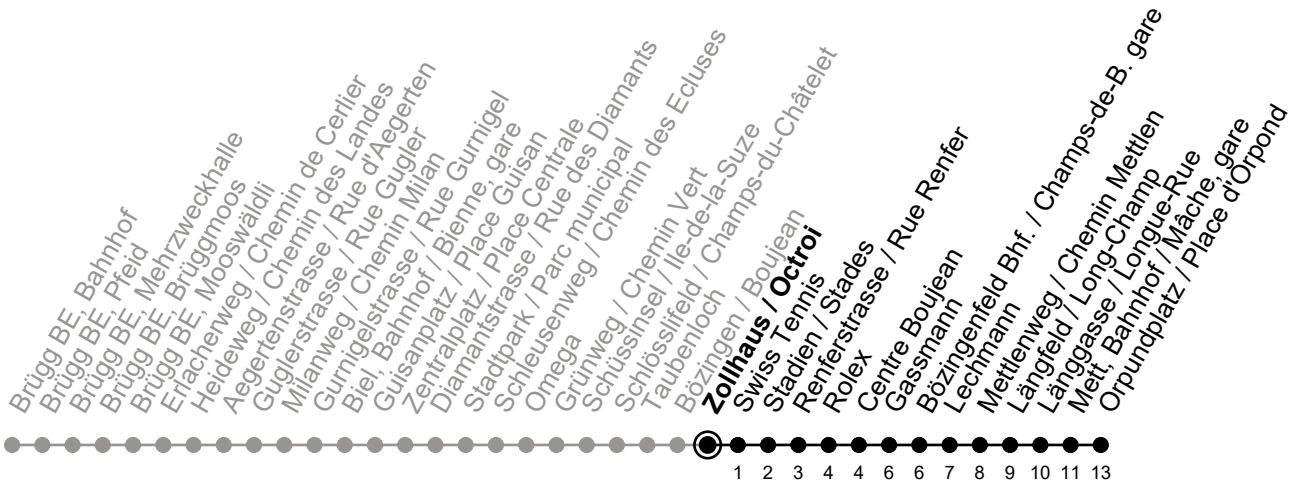 Brügg BE, Bahnhof
Brügg BE, Pfeid
Brügg BE, Mehrzweckhalle
Brügg BE, Brüggmoos
Brügg BE, Mooswäldi
Erlacherweg / Chemin de Cerlier
Heideweg / Chemin des Landes
Aegertenstrasse / Rue d'Aegerten
Guglerstrasse / Rue Gugler
Milanweg / Chemin Milan
Gurnigelstrasse / Rue Gurnigel
Biel, Bahnhof / Bienne, gare
Guisanplatz / Place Guisan
Zentralplatz / Place Centrale
Diamantstrasse / Rue des Diamants
Stadtpark / Parc municipal
Schleusenweg / Chemin des Ecluses
Omega
Grünweg / Chemin Vert
Schüssinsel / Ile-de-la-Suze
Schlösslifeld / Champs-du-Châtelet
Taubenloch
Bözingen / Boujean
Zollhaus / Octroi
Swiss Tennis
Stadien / Stades
Renferstrasse / Rue Renfer
Rolex
Centre Boujean
Gassmann
Bözingenfeld Bhf. / Champs-de-B. gare
Lechmann
Mettlenweg / Chemin Mettlen
Längfeld / Long-Champ
Länggasse / Longue-Rue
Mett, Bahnhof / Mâche, gare
Orpundplatz / Place d'Orpond
1 2 3 4 4 6 6 7 8 9 10 11 13